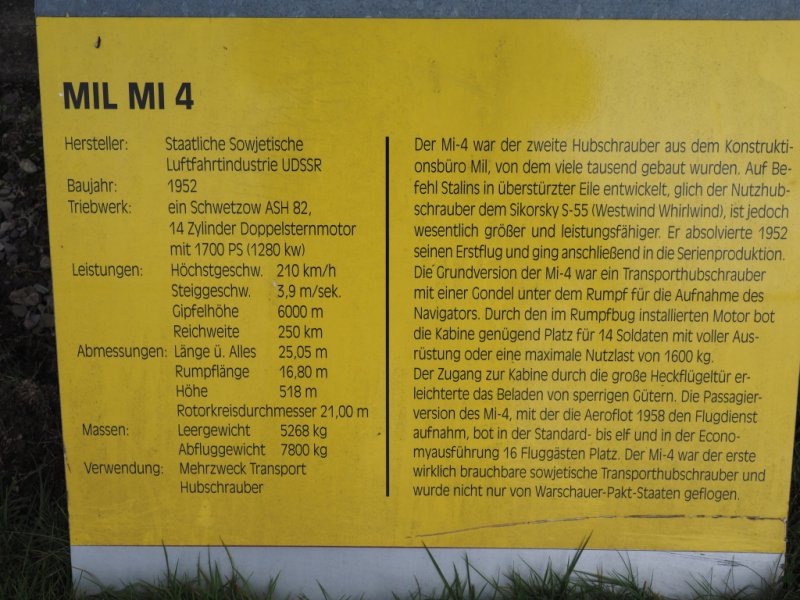 MIL MI 4
Hersteller: Staatliche Sowjetische
Luftfahrtindustrie UDSSR
Baujahr: 1952
Triebwerk: ein Schwetzow ASH 82,
14 Zylinder Doppelsternmotor
mit 1700 PS (1280 kw)
Leistungen: Höchstgeschw. 210 km/h
Steiggeschw. 3,9 m/sek.
Gipfelhöhe 6000 m
Reichweite 250 km
Abmessungen: Länge ü. Alles 25,05 m
Rumpflänge 16,80 m
Höhe 518 m
Rotorkreisdurchmesser 21,00 m
Massen: Leergewicht 5268 kg
Abfluggewicht 7800 kg
Verwendung: Mehrzweck Transport
Hubschrauber
Der Mi-4 war der zweite Hubschrauber aus dem Konstrukti-
onsbüro Mil, von dem viele tausend gebaut wurden. Auf Be-
fehl Stalins in überstürzter Eile entwickelt, glich der Nutzhub-
schrauber dem Sikorsky S-55 (Westwind Whirlwind), ist jedoch
wesentlich größer und leistungsfähiger. Er absolvierte 1952
seinen Erstflug und ging anschließend in die Serienproduktion.
Die Grundversion der Mi-4 war ein Transporthubschrauber
mit einer Gondel unter dem Rumpf für die Aufnahme des
Navigators. Durch den im Rumpfbug installierten Motor bot
die Kabine genügend Platz für 14 Soldaten mit voller Aus-
rüstung oder eine maximale Nutzlast von 1600 kg.
Der Zugang zur Kabine durch die große Heckflügeltür er-
leichterte das Beladen von sperrigen Gütern. Die Passagier-
version des Mi-4, mit der die Aeroflot 1958 den Flugdienst
aufnahm, bot in der Standard- bis elf und in der Econo-
myausführung 16 Fluggästen Platz. Der Mi-4 war der erste
wirklich brauchbare sowjetische Transporthubschrauber und
wurde nicht nur von Warschauer-Pakt-Staaten geflogen.